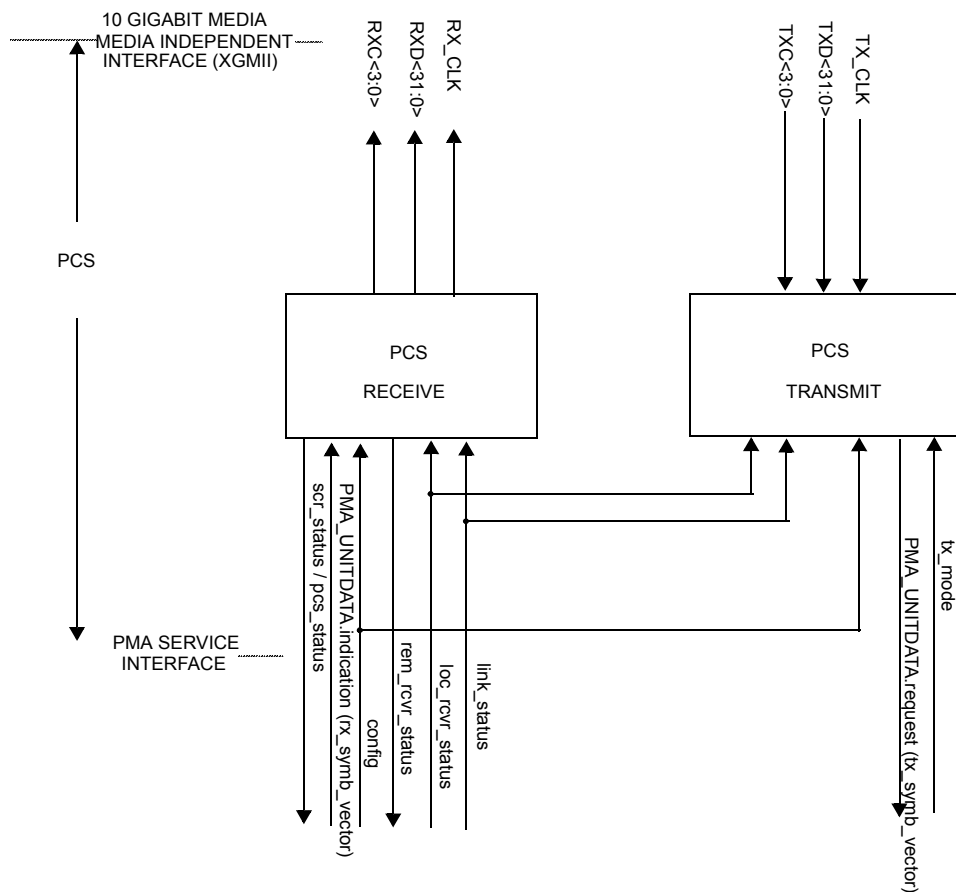 10 GIGABIT MEDIA
MEDIA INDEPENDENT
INTERFACE (XGMII)
RXC<3:0>
RXD<31:0>
RX_CLK
TXC<3:0>
TXD<31:0>
TX_CLK
PCS
PCS
RECEIVE
PCS
TRANSMIT
PMA SERVICE
INTERFACE
scr_status / pcs_status
PMA_UNITDATA.indication (rx_symb_vector)
config
rem_rcvr_status
loc_rcvr_status
link_status
PMA_UNITDATA.request (tx_symb_vector)
tx_mode